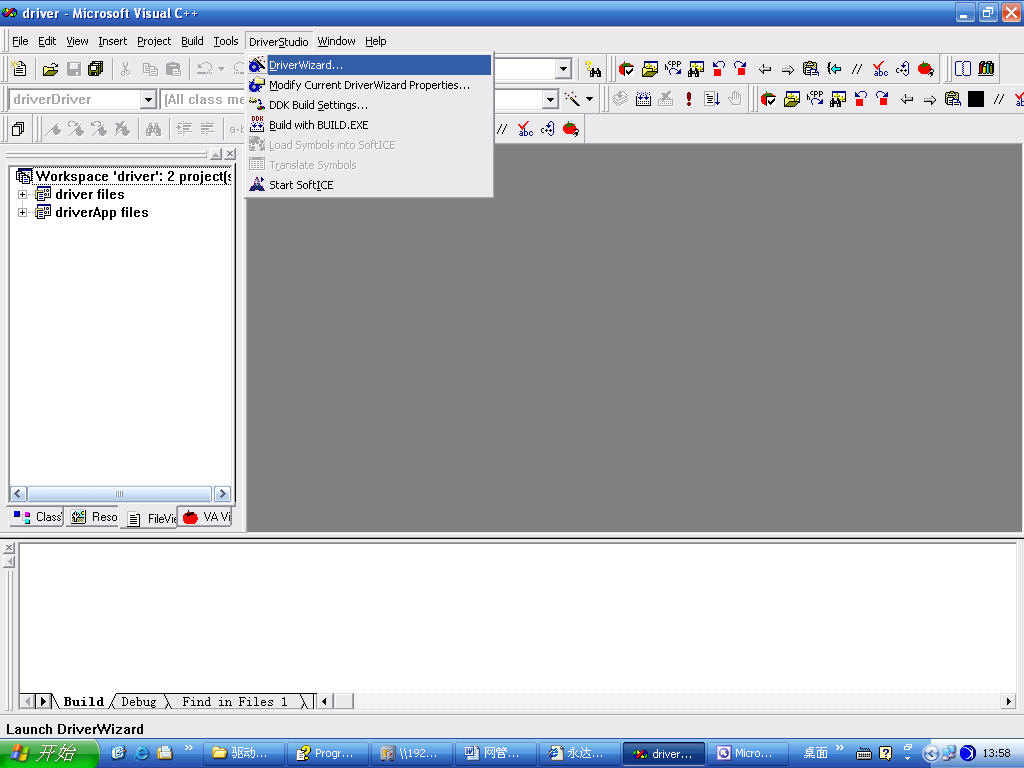 driver - Microsoft Visual C++
File Edit View Insert Project Build Tools DriverStudio Window Help
DriverWizard...
Modify Current DriverWizard Properties...
DDK Build Settings...
Build with BUILD.EXE
Load Symbols into SoftICE
Translate Symbols
Start SoftICE
driverDriver
[All class me
Workspace 'driver': 2 project(s
driver files
driverApp files
Class
Reso
FileVie
VA Vi
Build
Debug
Find in Files 1
Launch DriverWizard
开始
驱动...
Progr...
\\192...
网管...
永达...
driver...
Micro...
桌面
13:58